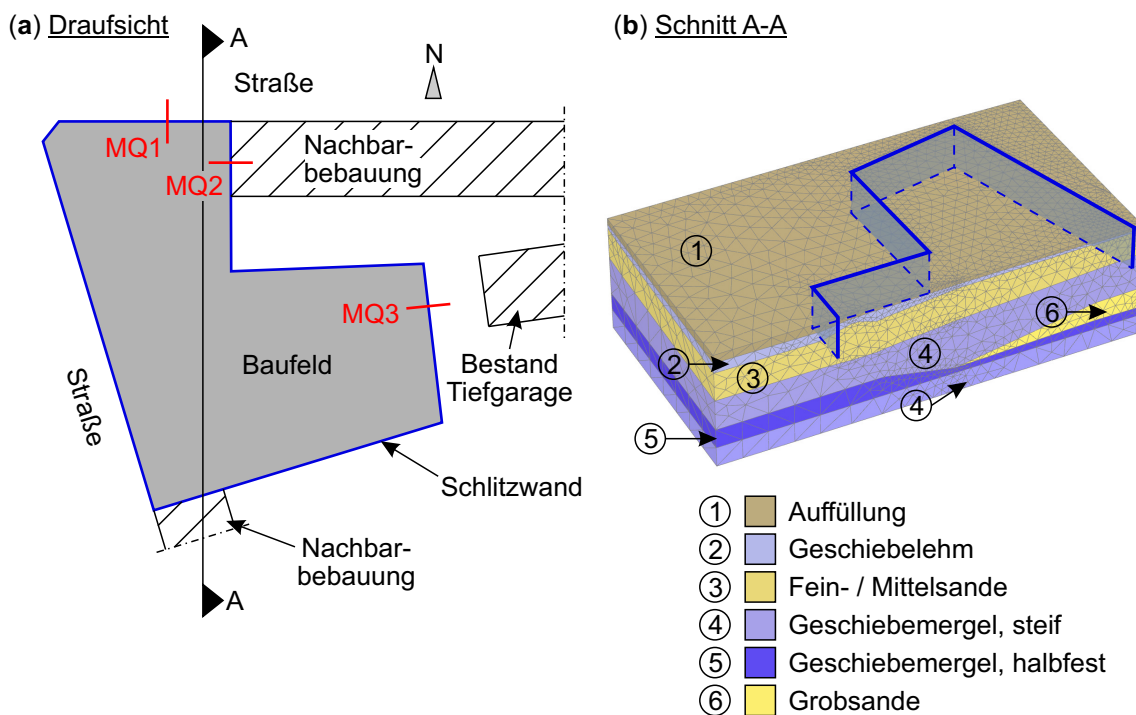 (a) Draufsicht
A
N
Straße
MQ1
MQ2
Nachbar-
bebauung
MQ3
Straße
Baufeld
Bestand
Tiefgarage
Schlitzwand
Nachbar-
bebauung
A
(b) Schnitt A-A
1
6
2
3
4
4
5
1 Auffüllung
2 Geschiebelehm
3 Fein- / Mittelsande
4 Geschiebemergel, steif
5 Geschiebemergel, halbfest
6 Grobsande